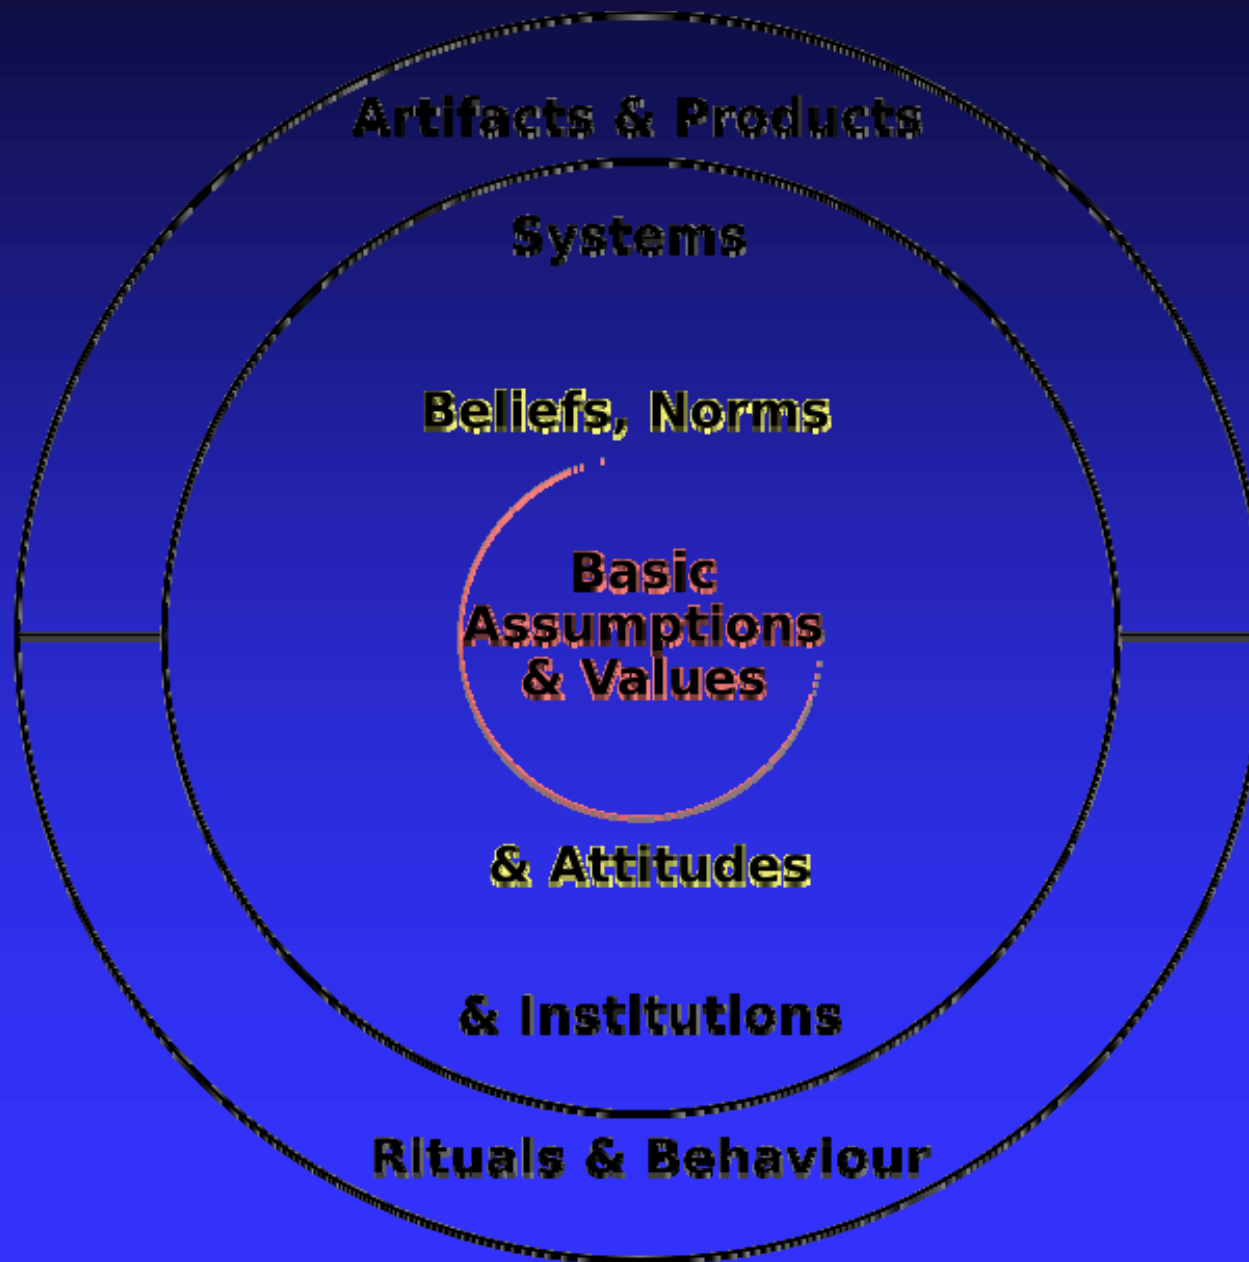 Artifacts & Products
Systems
Beliefs, Norms
Basic
Assumptions
& Values
& Attitudes
& Institutions
Rituals & Behaviour